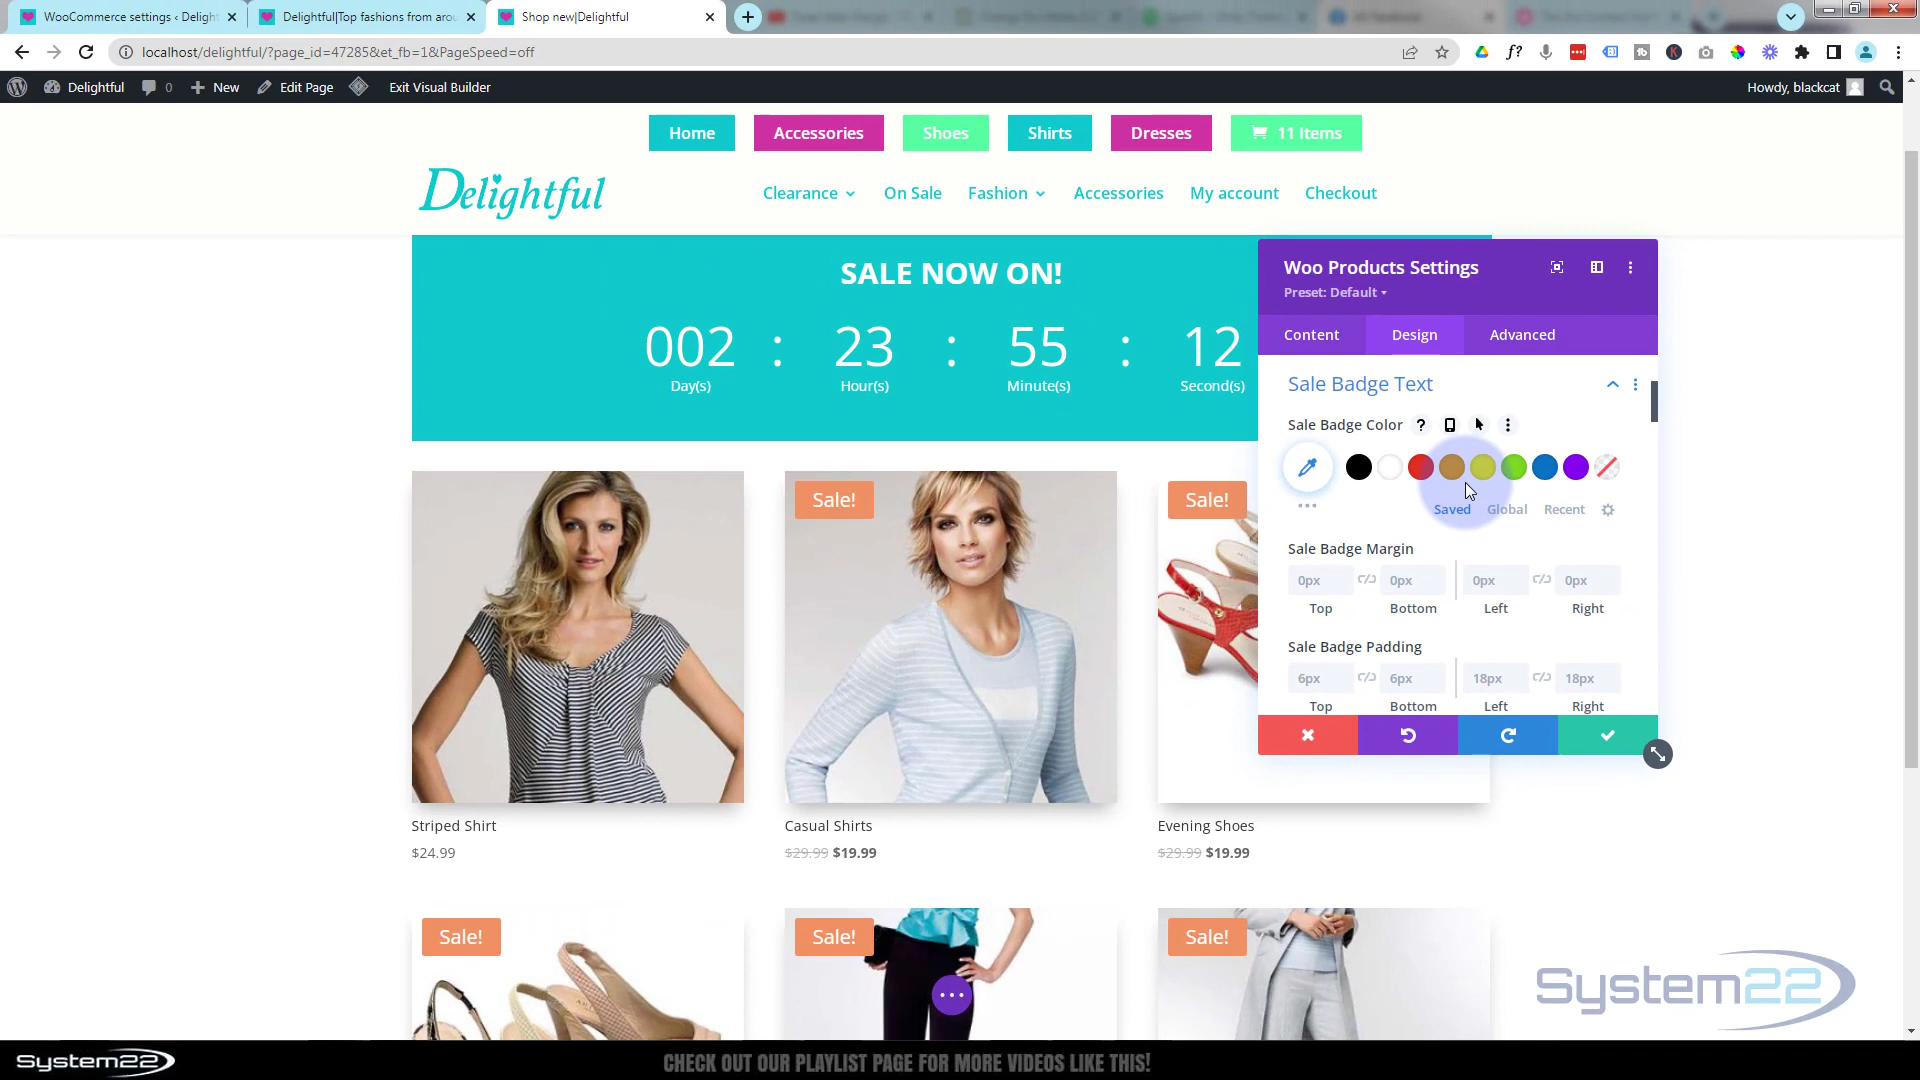 WooCommerce settings ‹ Deligh
Delightful|Top fashions from arou
Shop new|Delightful
localhost/delightful/?page_id=47285&et_fb=1&PageSpeed=off
Delightful 0 New Edit Page Exit Visual Builder Howdy, blackcat
Home Accessories Shoes Shirts Dresses 11 Items
Delightful
Clearance On Sale Fashion Accessories My account Checkout
SALE NOW ON!
002 : 23 : 55 : 12
Day(s) Hour(s) Minute(s) Second(s)
Woo Products Settings
Preset: Default
Content Design Advanced
Sale Badge Text
Sale Badge Color
Saved Global Recent
Sale Badge Margin
0px 0px 0px 0px
Top Bottom Left Right
Sale Badge Padding
6px 6px 18px 18px
Top Bottom Left Right
Sale! Sale!
Striped Shirt Casual Shirts Evening Shoes
$24.99 $29.99 $19.99 $29.99 $19.99
Sale! Sale! Sale!
System22
System22 CHECK OUT OUR PLAYLIST PAGE FOR MORE VIDEOS LIKE THIS!